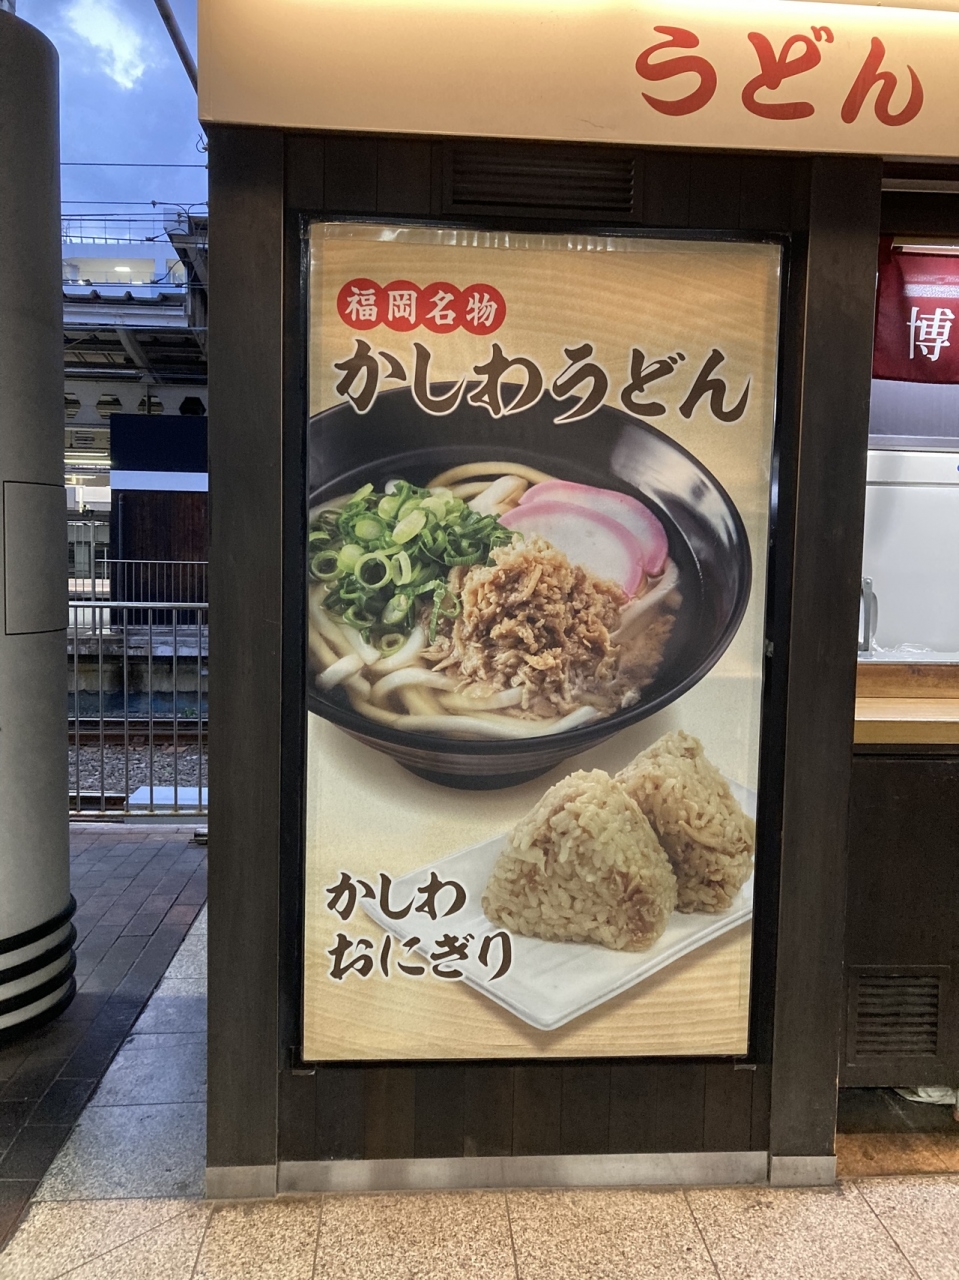 うどん
福岡名物
かしわうどん
博
かしわ
おにぎり